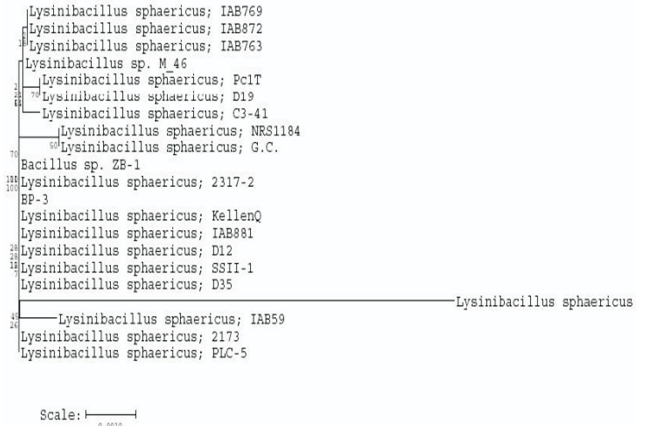 Lysinibacillus sphaericus; IAB769
Lysinibacillus sphaericus; IAB872
Lysinibacillus sphaericus; IAB763
Lysinibacillus sp. M_46
Lysinibacillus sphaericus; Pc1T
Lysinibacillus sphaericus; D19
Lysinibacillus sphaericus; C3-41
Lysinibacillus sphaericus; NRS1184
Lysinibacillus sphaericus; G.C.
Bacillus sp. ZB-1
Lysinibacillus sphaericus; 2317-2
BP-3
Lysinibacillus sphaericus; KellenQ
Lysinibacillus sphaericus; IAB881
Lysinibacillus sphaericus; D12
Lysinibacillus sphaericus; SSII-1
Lysinibacillus sphaericus; D35
Lysinibacillus sphaericus
Lysinibacillus sphaericus; IAB59
Lysinibacillus sphaericus; 2173
Lysinibacillus sphaericus; PLC-5
Scale: